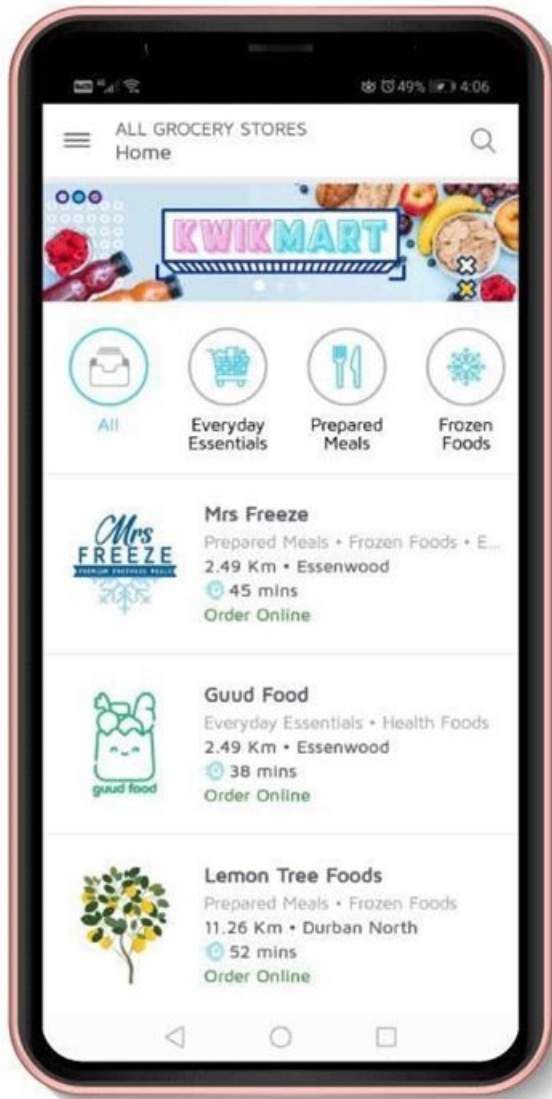 49% 4:06
ALL GROCERY STORES
Home
KWIKMART
All
Everyday Essentials
Prepared Meals
Frozen Foods
Mrs FREEZE
PREMIUM PREPARED MEALS
Mrs Freeze
Prepared Meals • Frozen Foods • E...
2.49 Km • Essenwood
45 mins
Order Online
guud food
Guud Food
Everyday Essentials • Health Foods
2.49 Km • Essenwood
38 mins
Order Online
Lemon Tree Foods
Prepared Meals • Frozen Foods
11.26 Km • Durban North
52 mins
Order Online